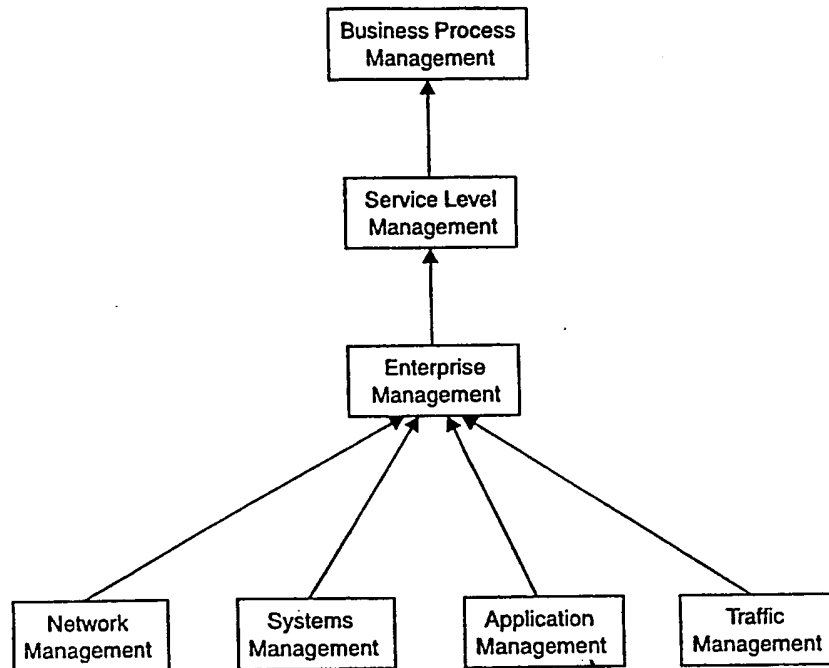 Business Process
Management
Service Level
Management
Enterprise
Management
Network
Management
Systems
Management
Application
Management
Traffic
Management